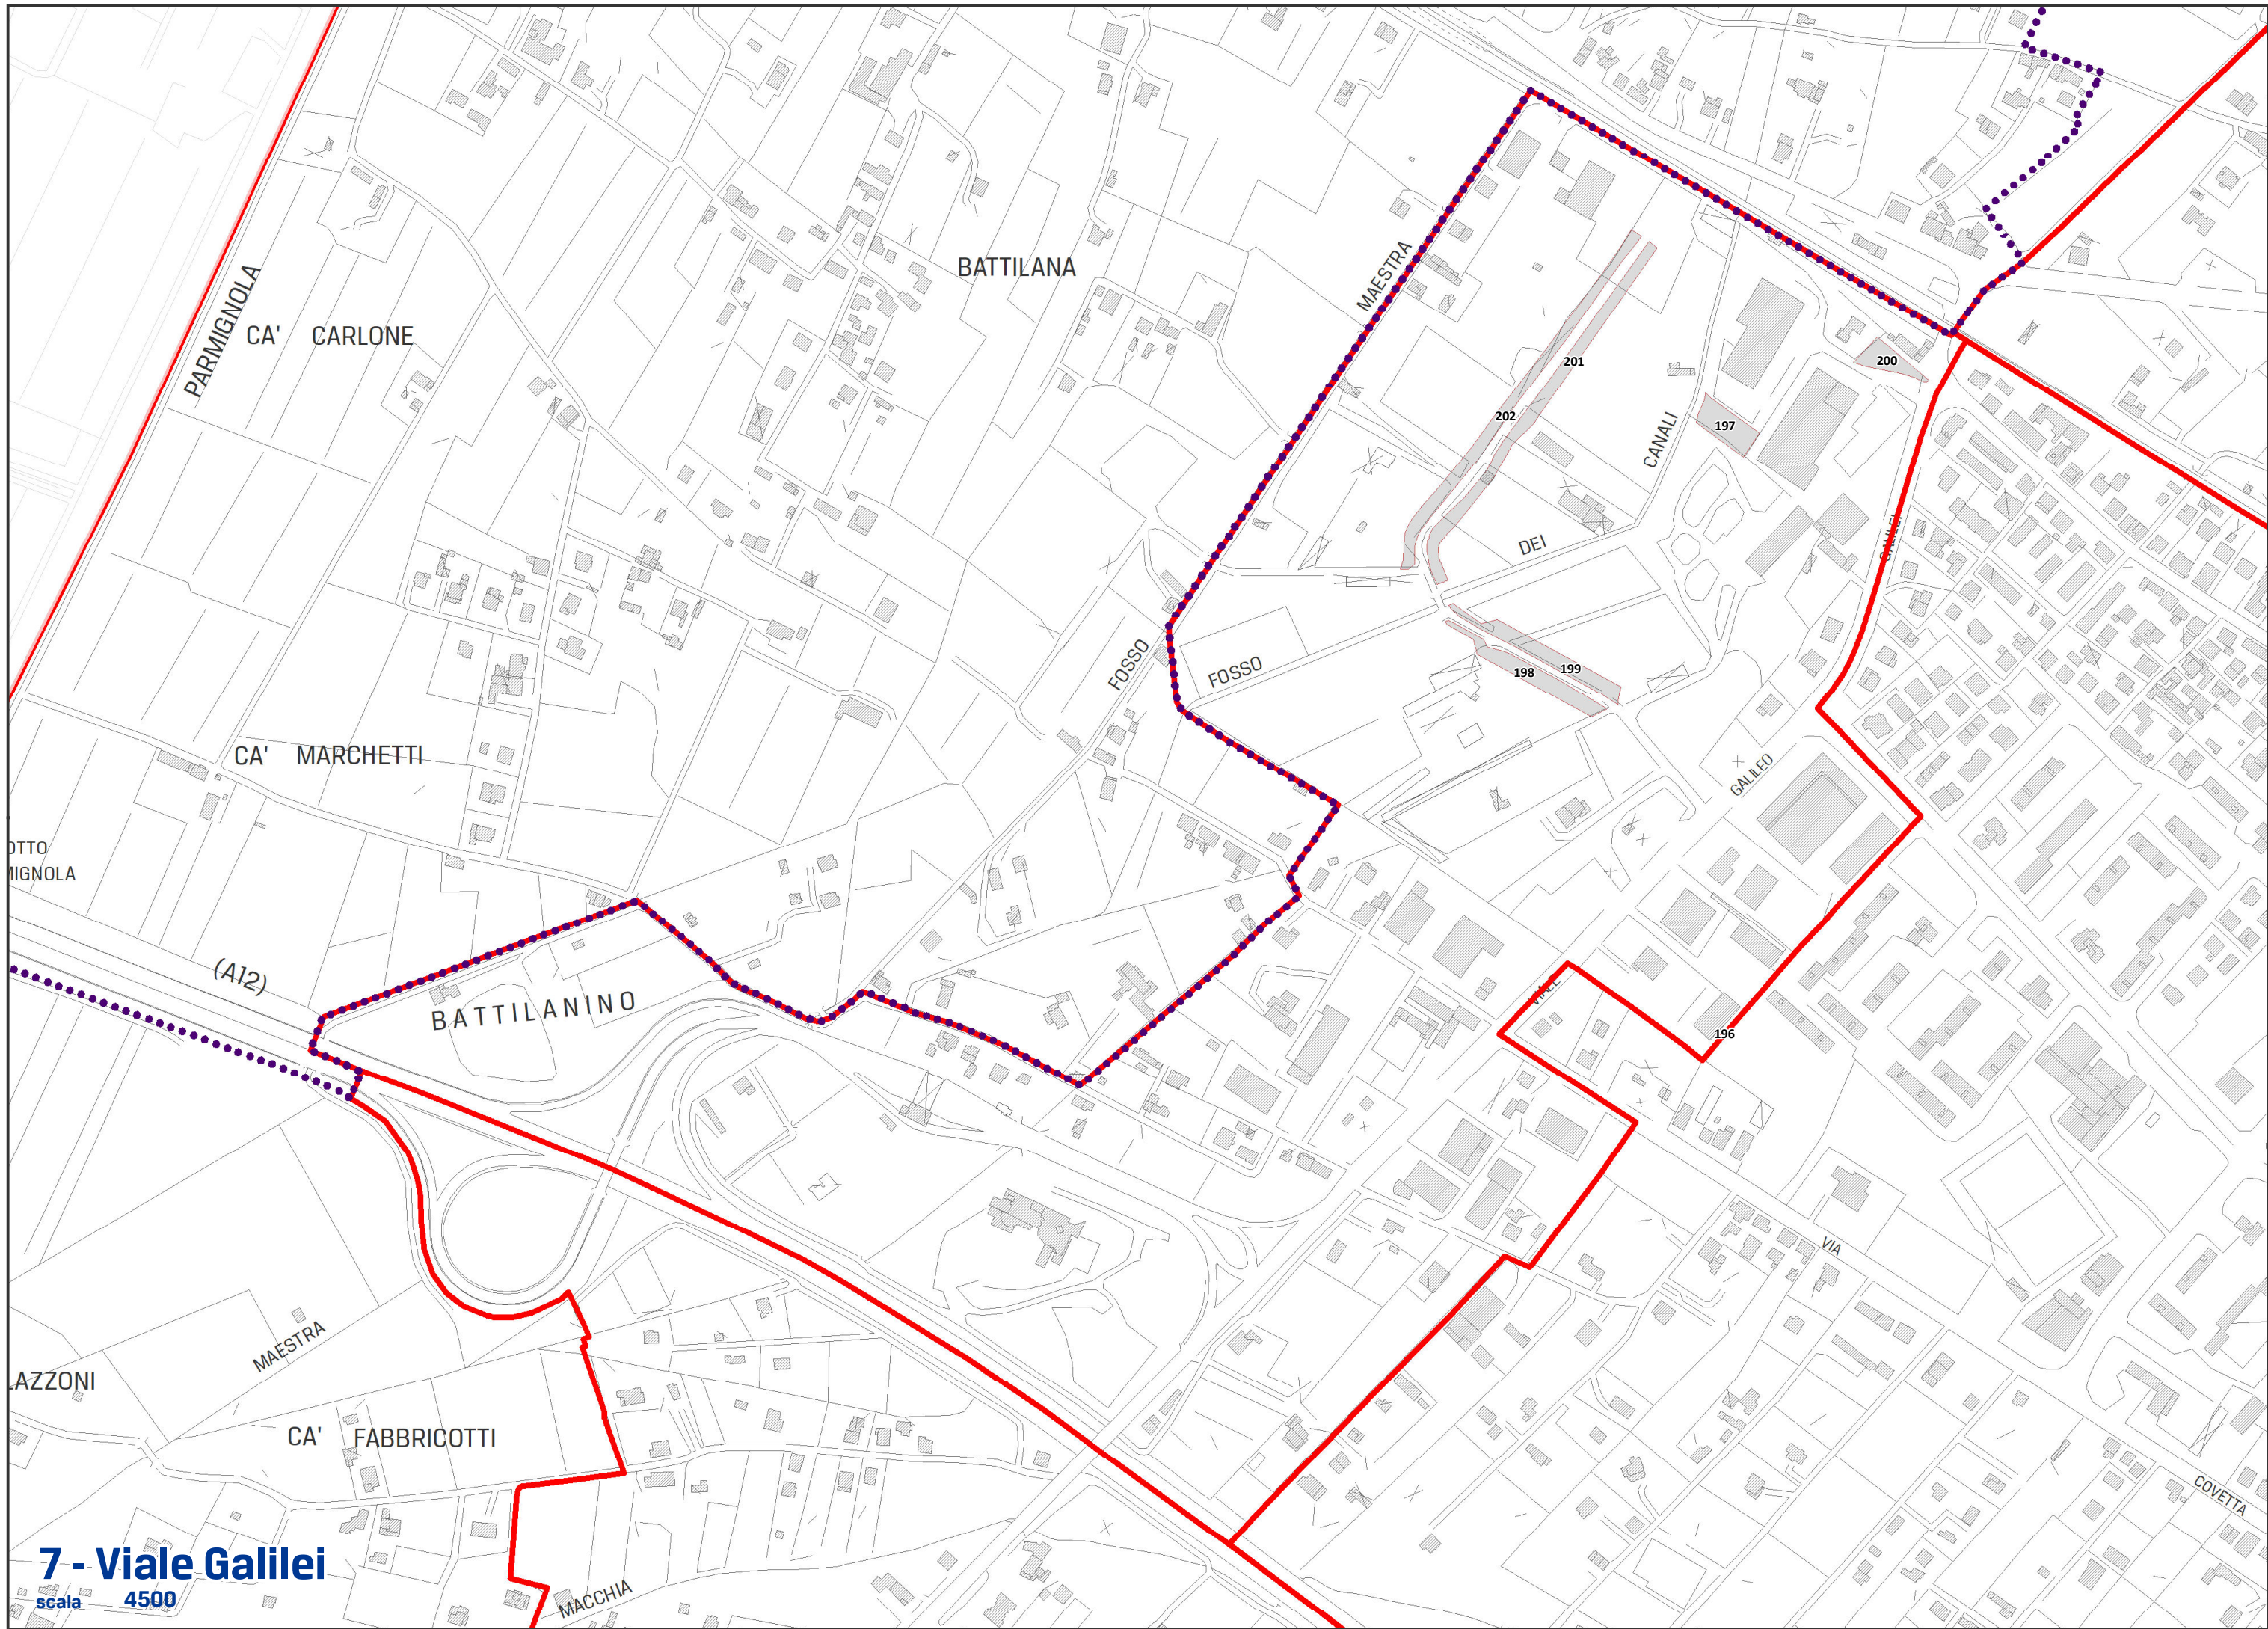 BATTILANA
MAESTRA
PARMIGNOLA
CA' CARLONE
201
200
202
197
CANALI
GALILEI
DEI
FOSSO
FOSSO
199
198
CA' MARCHETTI
GALILEO
OTTO
MIGNOLA
(A12)
BATTILANINO
VIALE
196
VIA
MAESTRA
LAZZONI
CA' FABBRICOTTI
COVETTA
7 - Viale Galilei
scala 4500
MACCHIA